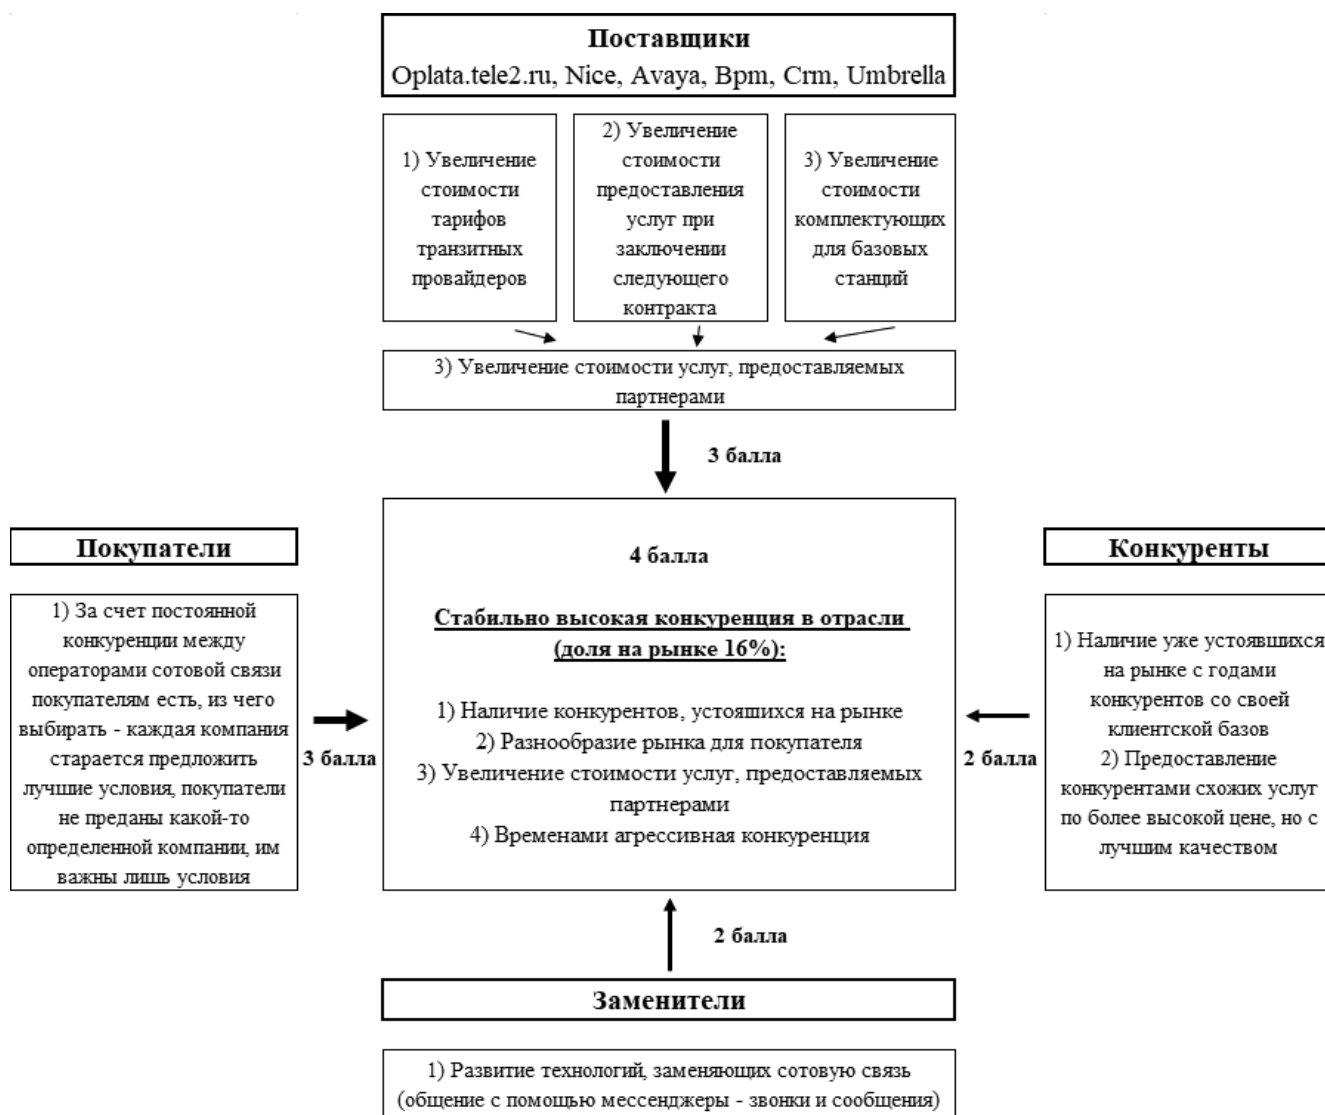 Поставщики
Oplata.tele2.ru, Nice, Avaya, Bpm, Crm, Umbrella
1) Увеличение
стоимости
тарифов
транзитных
провайдеров
2) Увеличение
стоимости
предоставления
услуг при
заключении
следующего
контракта
3) Увеличение
стоимости
комплектующих
для базовых
станций
3) Увеличение стоимости услуг, предоставляемых
партнерами
3 балла
Покупатели
1) За счет постоянной
конкуренции между
операторами сотовой связи
покупателям есть, из чего
выбирать - каждая компания
старается предложить
лучшие условия, покупатели
не преданы какой-то
определенной компании, им
важны лишь условия
3 балла
4 балла
Стабильно высокая конкуренция в отрасли
(доля на рынке 16%):
1) Наличие конкурентов, устояшихся на рынке
2) Разнообразие рынка для покупателя
3) Увеличение стоимости услуг, предоставляемых
партнерами
4) Временами агрессивная конкуренция
2 балла
Конкуренты
1) Наличие уже устоявшихся
на рынке с годами
конкурентов со своей
клиентской базов
2) Предоставление
конкурентами схожих услуг
по более высокой цене, но с
лучшим качеством
2 балла
Заменители
1) Развитие технологий, заменяющих сотовую связь
(общение с помощью мессенджеры - звонки и сообщения)